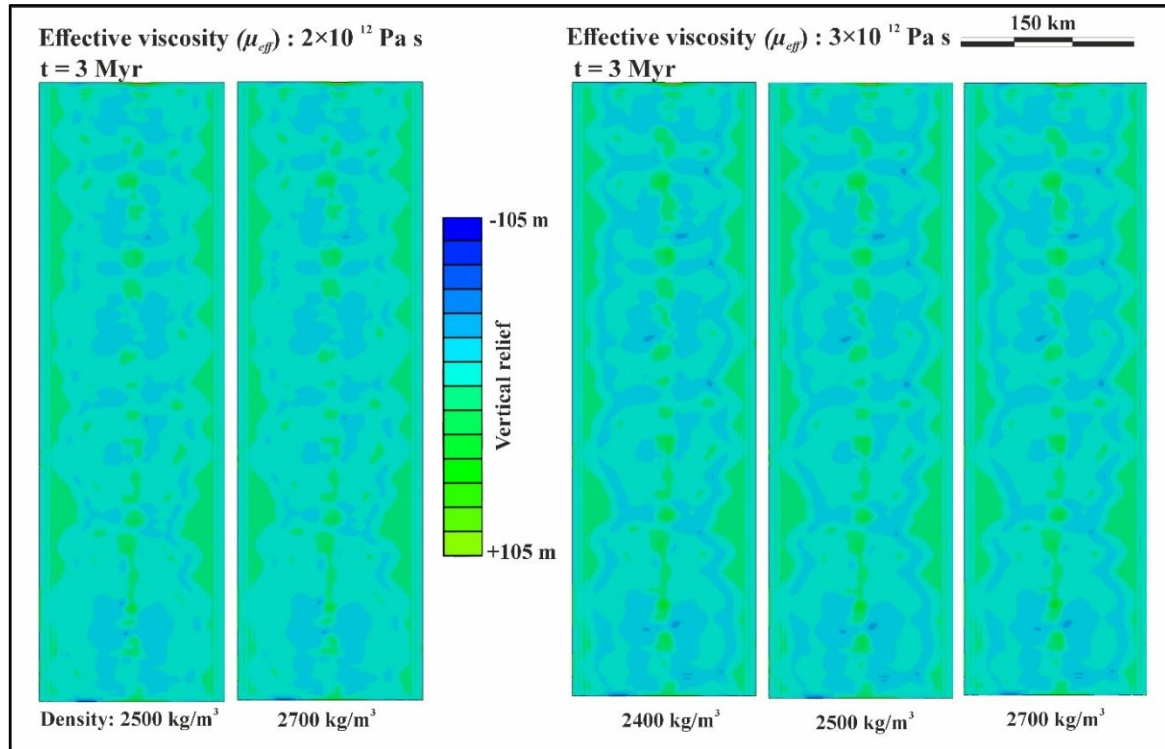 Effective viscosity (μeff) : 2×10 ¹² Pa s
t = 3 Myr
Effective viscosity (μeff) : 3×10 ¹² Pa s
t = 3 Myr
150 km
-105 m
Vertical relief
+105 m
Density: 2500 kg/m³
2700 kg/m³
2400 kg/m³
2500 kg/m³
2700 kg/m³